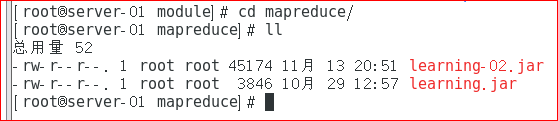 [root@server-01 module]# cd mapreduce/
[root@server-01 mapreduce]# ll
总用量 52
-rw-r--r--. 1 root root 45174 11月 13 20:51 learning-02.jar
-rw-r--r--. 1 root root  3846 10月 29 12:57 learning.jar
[root@server-01 mapreduce]#